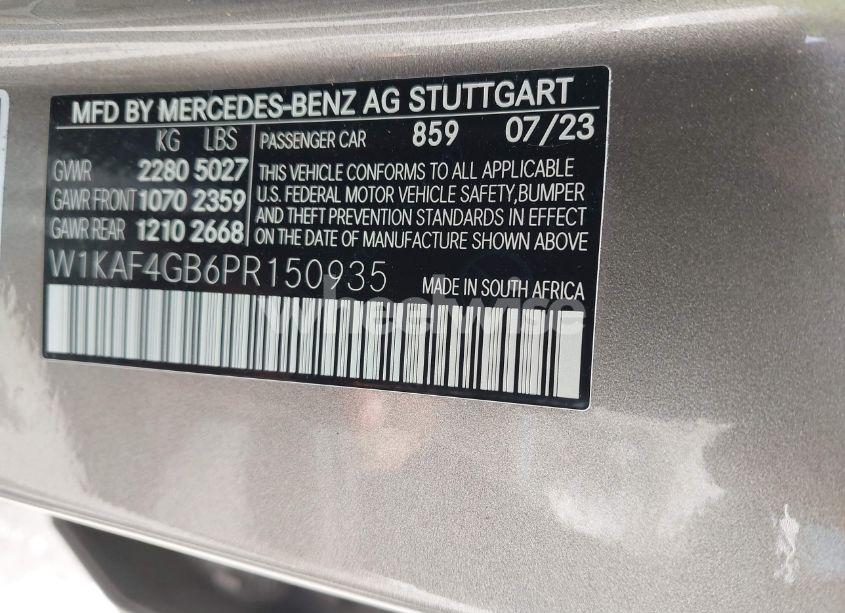 MFD BY MERCEDES-BENZ AG STUTTGART
KG LBS PASSENGER CAR 859 07/23
GVWR 2280 5027
GAWR FRONT 1070 2359
GAWR REAR 1210 2668
THIS VEHICLE CONFORMS TO ALL APPLICABLE
U.S. FEDERAL MOTOR VEHICLE SAFETY,BUMPER
AND THEFT PREVENTION STANDARDS IN EFFECT
ON THE DATE OF MANUFACTURE SHOWN ABOVE
W1KAF4GB6PR150935 MADE IN SOUTH AFRICA
wheelwise